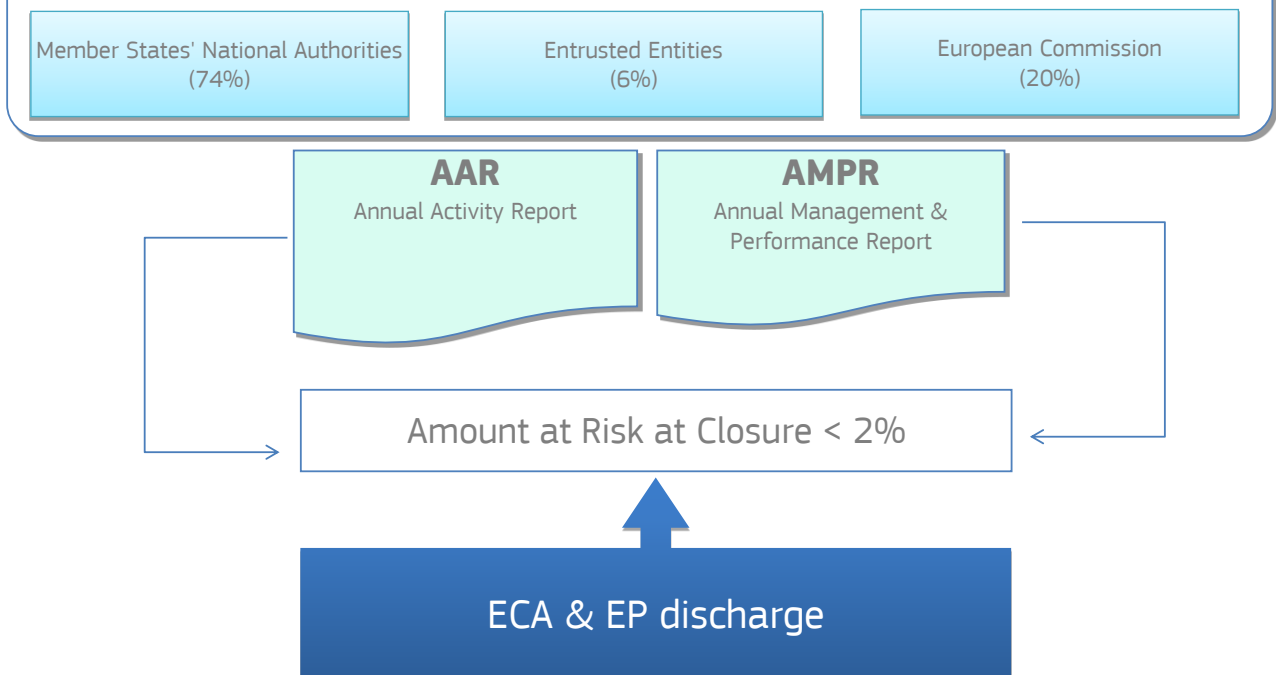 Member States' National Authorities
(74%)
Entrusted Entities
(6%)
European Commission
(20%)
AAR
Annual Activity Report
AMPR
Annual Management &
Performance Report
Amount at Risk at Closure < 2%
ECA & EP discharge